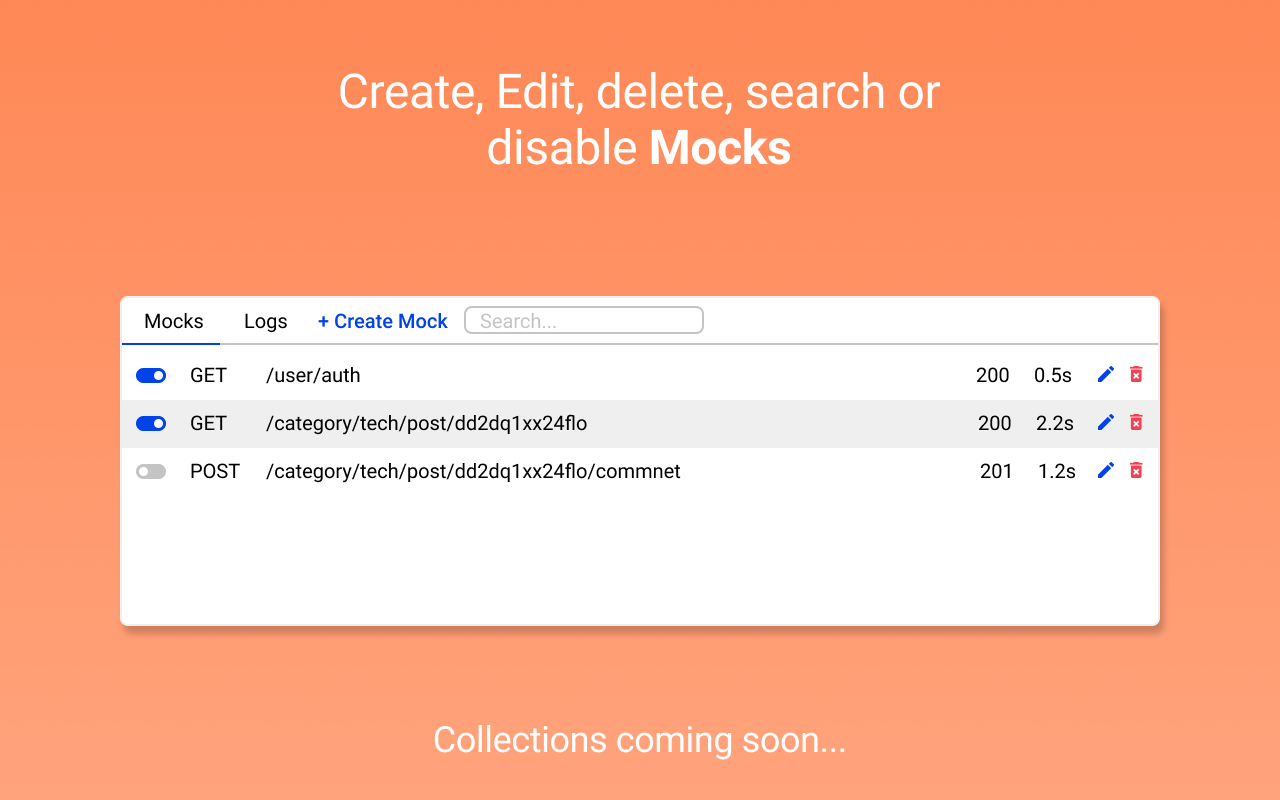 Create, Edit, delete, search or
disable Mocks
Mocks Logs + Create Mock Search...
GET /user/auth 200 0.5s
GET /category/tech/post/dd2dq1xx24flo 200 2.2s
POST /category/tech/post/dd2dq1xx24flo/commnet 201 1.2s
Collections coming soon...